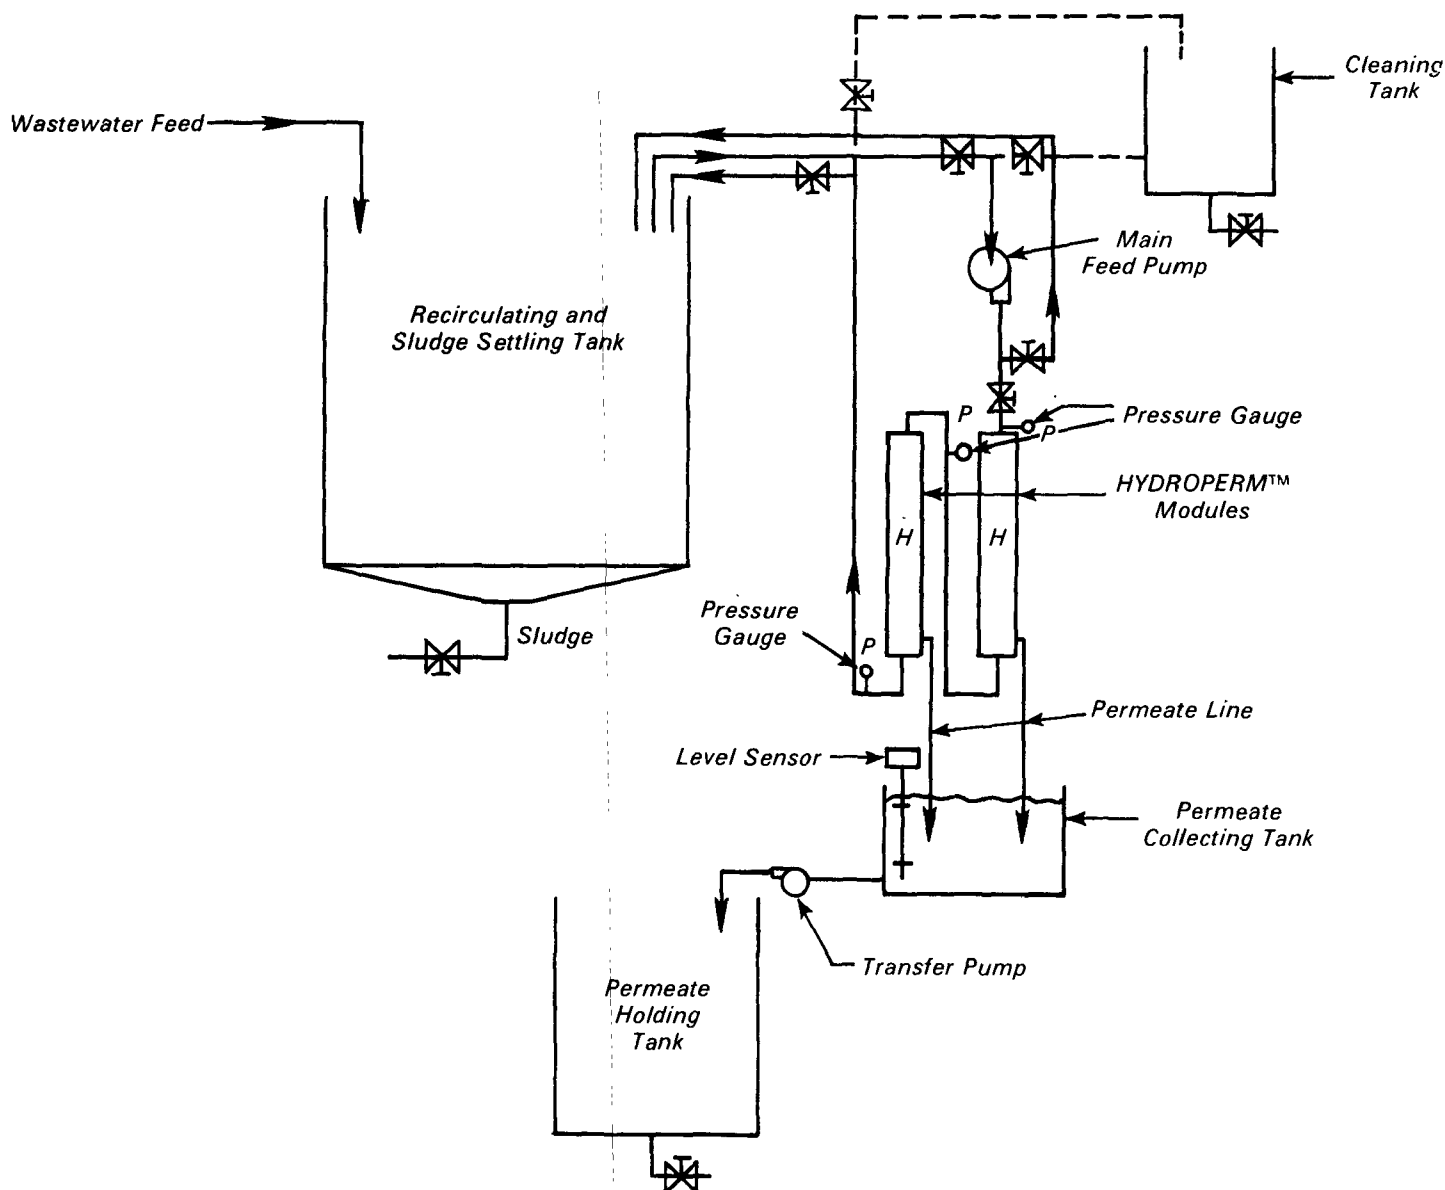 Cleaning
Tank
Wastewater Feed
Main
Feed Pump
Recirculating and
Sludge Settling Tank
P
Pressure Gauge
P
HYDROPERM™
Modules
H
H
Pressure
Gauge
P
Sludge
Permeate Line
Level Sensor
Permeate
Collecting Tank
Transfer Pump
Permeate
Holding
Tank